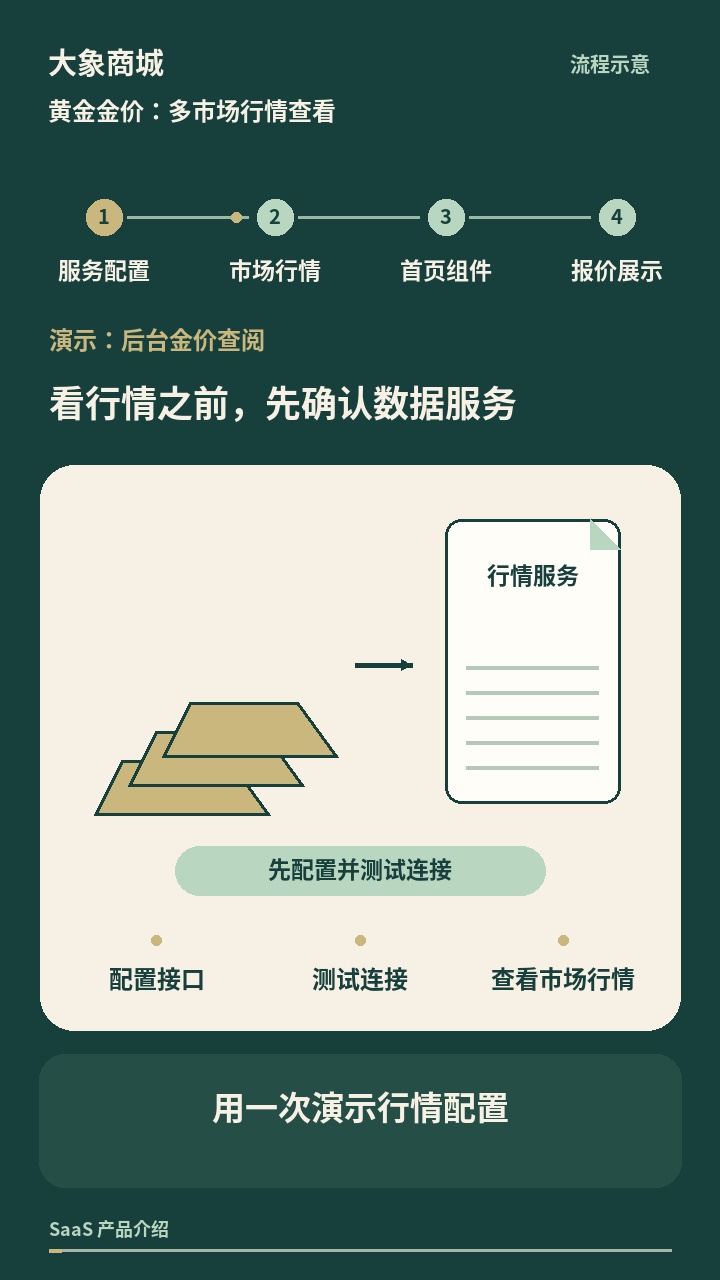 大象商城
流程示意
黄金金价：多市场行情查看
1
2
3
4
服务配置
市场行情
首页组件
报价展示
演示：后台金价查阅
看行情之前，先确认数据服务
行情服务
先配置并测试连接
配置接口
测试连接
查看市场行情
用一次演示行情配置
SaaS 产品介绍